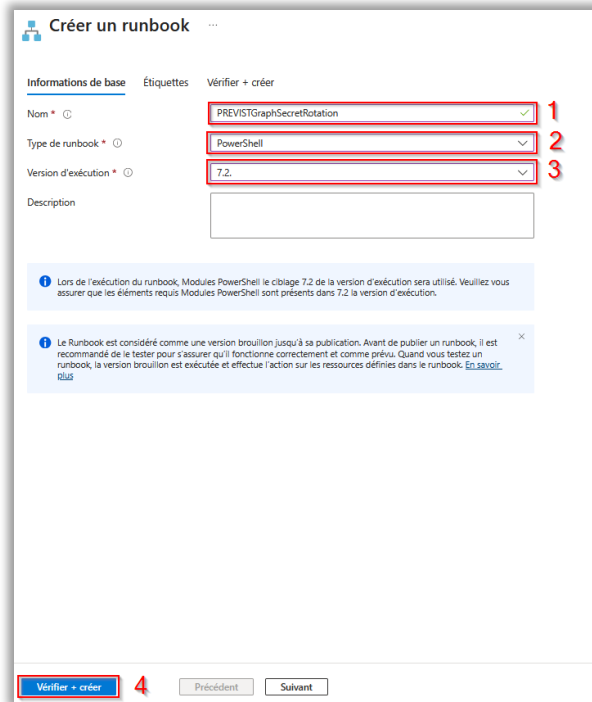 Créer un runbook ...
Informations de base Étiquettes Vérifier + créer
Nom * PREVISTGraphSecretRotation 1
Type de runbook * PowerShell 2
Version d'exécution * 7.2. 3
Description
Lors de l'exécution du runbook, Modules PowerShell le ciblage 7.2 de la version d'exécution sera utilisé. Veuillez vous
assurer que les éléments requis Modules PowerShell sont présents dans 7.2 la version d'exécution.
Le Runbook est considéré comme une version brouillon jusqu'à sa publication. Avant de publier un runbook, il est
recommandé de le tester pour s'assurer qu'il fonctionne correctement et comme prévu. Quand vous testez un
runbook, la version brouillon est exécutée et effectue l'action sur les ressources définies dans le runbook. En savoir
plus
Vérifier + créer 4 Précédent Suivant